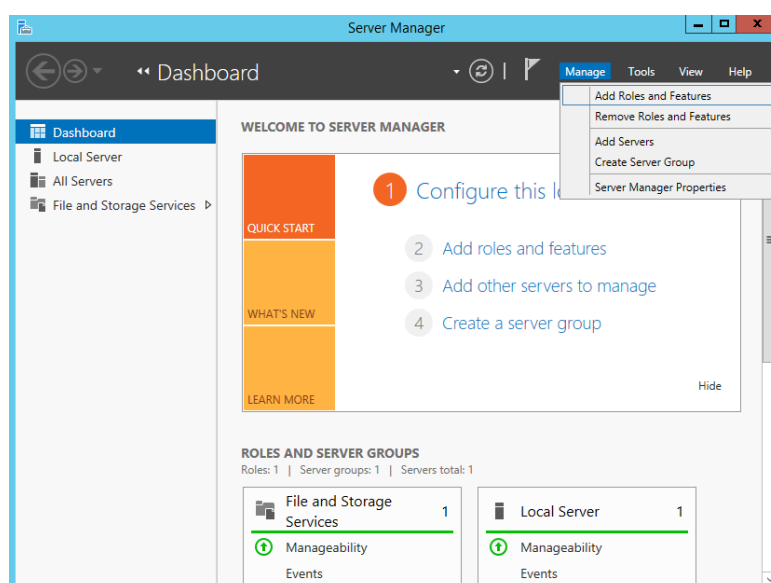 Server Manager
Dashboard
Manage Tools View Help
Add Roles and Features
Remove Roles and Features
Add Servers
Create Server Group
Server Manager Properties
Dashboard
Local Server
All Servers
File and Storage Services
WELCOME TO SERVER MANAGER
QUICK START
WHAT'S NEW
LEARN MORE
1 Configure this
2 Add roles and features
3 Add other servers to manage
4 Create a server group
Hide
ROLES AND SERVER GROUPS
Roles: 1 | Server groups: 1 | Servers total: 1
File and Storage
Services
1
Manageability
Events
Local Server 1
Manageability
Events